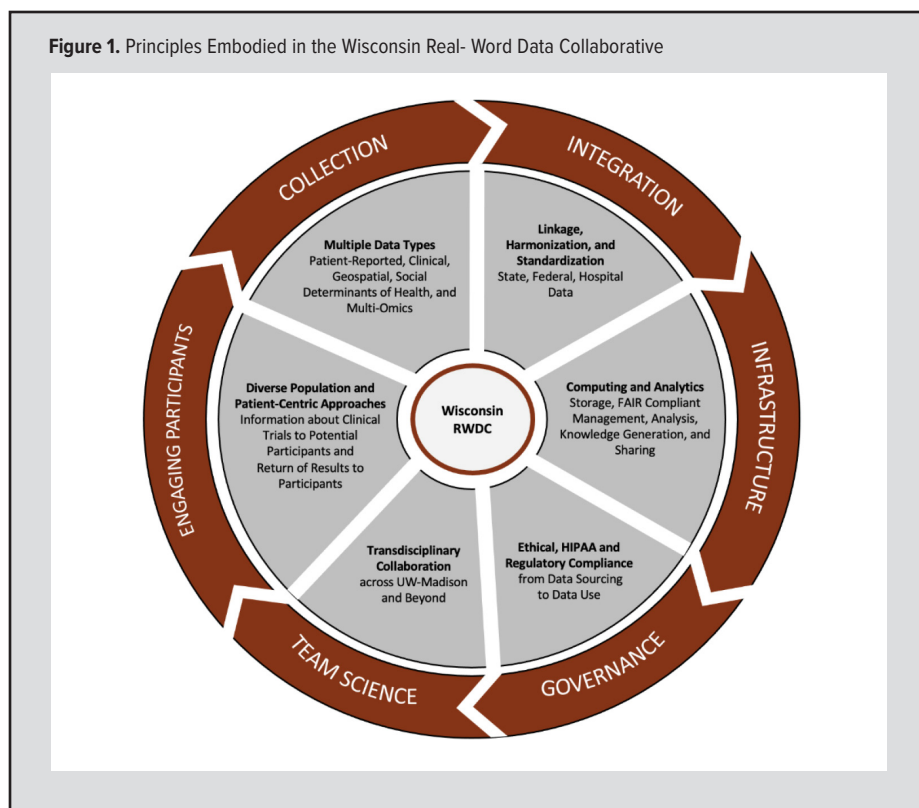 Figure 1. Principles Embodied in the Wisconsin Real- Word Data Collaborative
COLLECTION
INTEGRATION
INFRASTRUCTURE
GOVERNANCE
TEAM SCIENCE
ENGAGING PARTICIPANTS
Multiple Data Types
Patient-Reported, Clinical,
Geospatial, Social
Determinants of Health, and
Multi-Omics
Linkage,
Harmonization, and
Standardization
State, Federal, Hospital
Data
Computing and Analytics
Storage, FAIR Compliant
Management, Analysis,
Knowledge Generation, and
Sharing
Ethical, HIPAA and
Regulatory Compliance
from Data Sourcing
to Data Use
Transdisciplinary
Collaboration
across UW-Madison
and Beyond
Diverse Population and
Patient-Centric Approaches
Information about Clinical
Trials to Potential
Participants and
Return of Results to
Participants
Wisconsin
RWDC